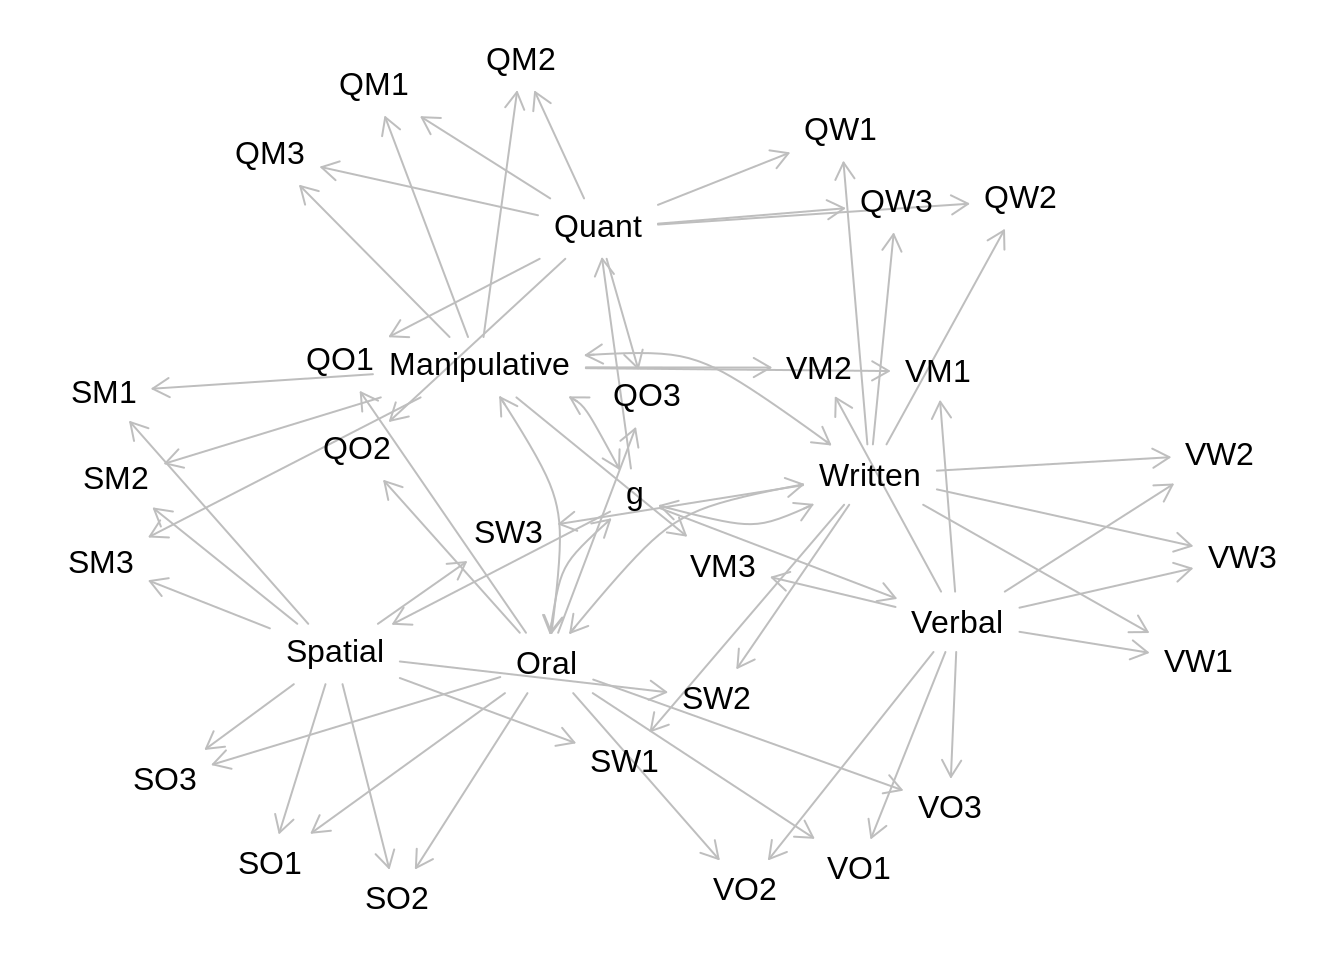 QM2
QM1
QW1
QM3
QW2
QW3
Quant
QO1
Manipulative
VM2
VM1
SM1
QO3
QO2
VW2
SM2
Written
g
SW3
VW3
SM3
VM3
Verbal
Spatial
Oral
VW1
SW2
SW1
SO3
VO3
SO1
VO1
VO2
SO2